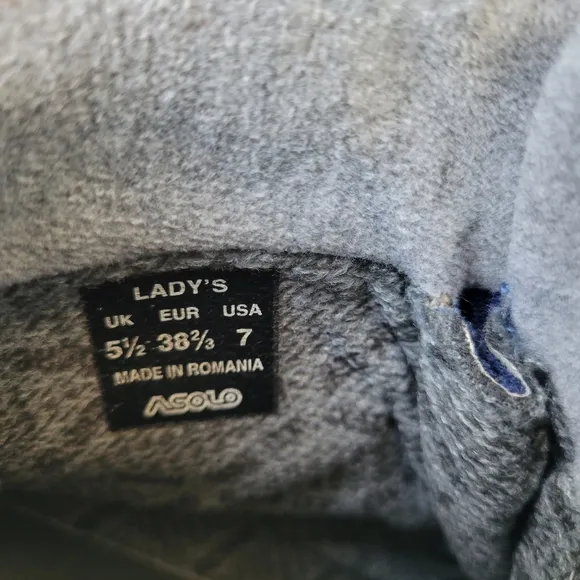 LADY'S
UK EUR USA
5½ 38⅔ 7
MADE IN ROMANIA
ASOLO